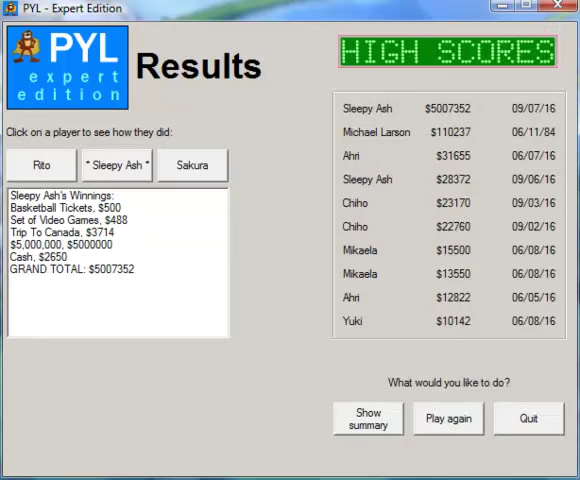 PYL - Expert Edition
PYL
expert
edition
Results
HIGH SCORES
Click on a player to see how they did:
Rito
* Sleepy Ash *
Sakura
Sleepy Ash's Winnings:
Basketball Tickets, $500
Set of Video Games, $488
Trip To Canada, $3714
$5,000,000, $5000000
Cash, $2650
GRAND TOTAL: $5007352
Sleepy Ash $5007352 09/07/16
Michael Larson $110237 06/11/84
Ahri $31655 06/07/16
Sleepy Ash $28372 09/06/16
Chiho $23170 09/03/16
Chiho $22760 09/02/16
Mikaela $15500 06/08/16
Mikaela $13550 06/08/16
Ahri $12822 06/05/16
Yuki $10142 06/08/16
What would you like to do?
Show
summary
Play again
Quit